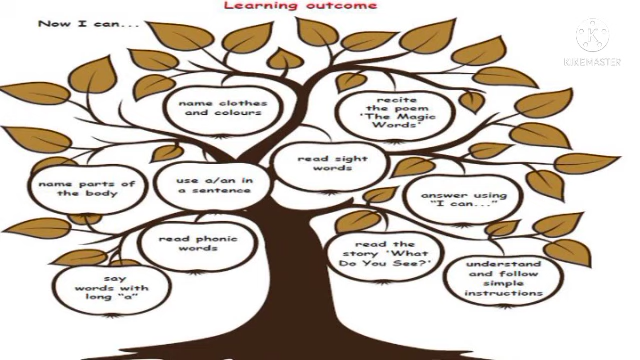 Learning outcome
Now I can...
KINEMASTER
name clothes
and colours
recite
the poem
'The Magic
Words'
read sight
words
name parts of
the body
use a/an in
a sentence
answer using
"I can..."
read phonic
words
read the
story 'What
Do You See?'
say
words with
long "a"
understand
and follow
simple
instructions